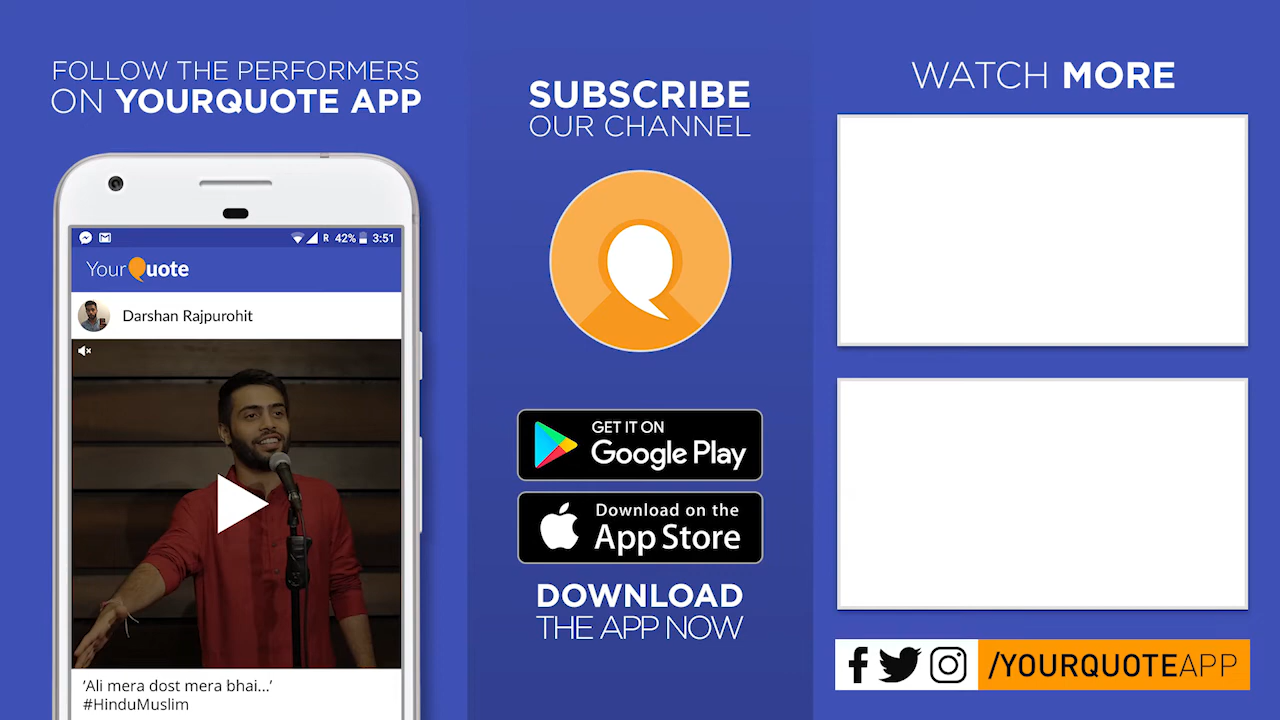 FOLLOW THE PERFORMERS
ON YOURQUOTE APP
R 42% 3:51
YourQuote
Darshan Rajpurohit
'Ali mera dost mera bhai...'
#HinduMuslim
SUBSCRIBE
OUR CHANNEL
GET IT ON
Google Play
Download on the
App Store
DOWNLOAD
THE APP NOW
WATCH MORE
/YOURQUOTEAPP